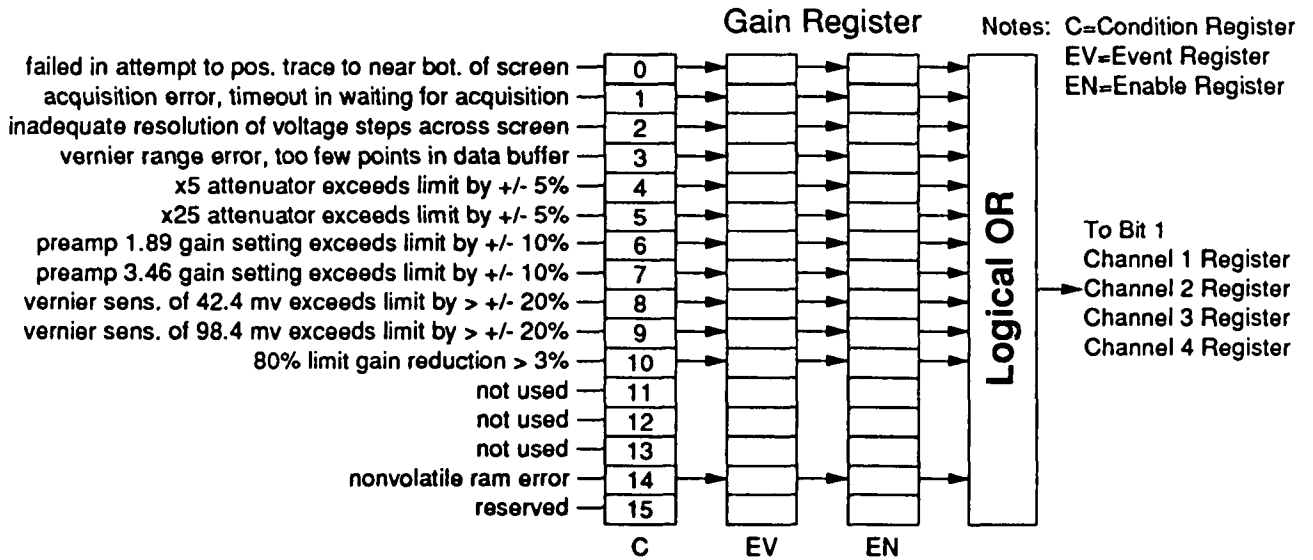 Gain Register
Notes: C=Condition Register
EV=Event Register
EN=Enable Register
failed in attempt to pos. trace to near bot. of screen 0
acquisition error, timeout in waiting for acquisition 1
inadequate resolution of voltage steps across screen 2
vernier range error, too few points in data buffer 3
x5 attenuator exceeds limit by +/- 5% 4
x25 attenuator exceeds limit by +/- 5% 5
preamp 1.89 gain setting exceeds limit by +/- 10% 6
preamp 3.46 gain setting exceeds limit by +/- 10% 7
vernier sens. of 42.4 mv exceeds limit by > +/- 20% 8
vernier sens. of 98.4 mv exceeds limit by > +/- 20% 9
80% limit gain reduction > 3% 10
not used 11
not used 12
not used 13
nonvolatile ram error 14
reserved 15
C EV EN
Logical OR
To Bit 1
Channel 1 Register
Channel 2 Register
Channel 3 Register
Channel 4 Register